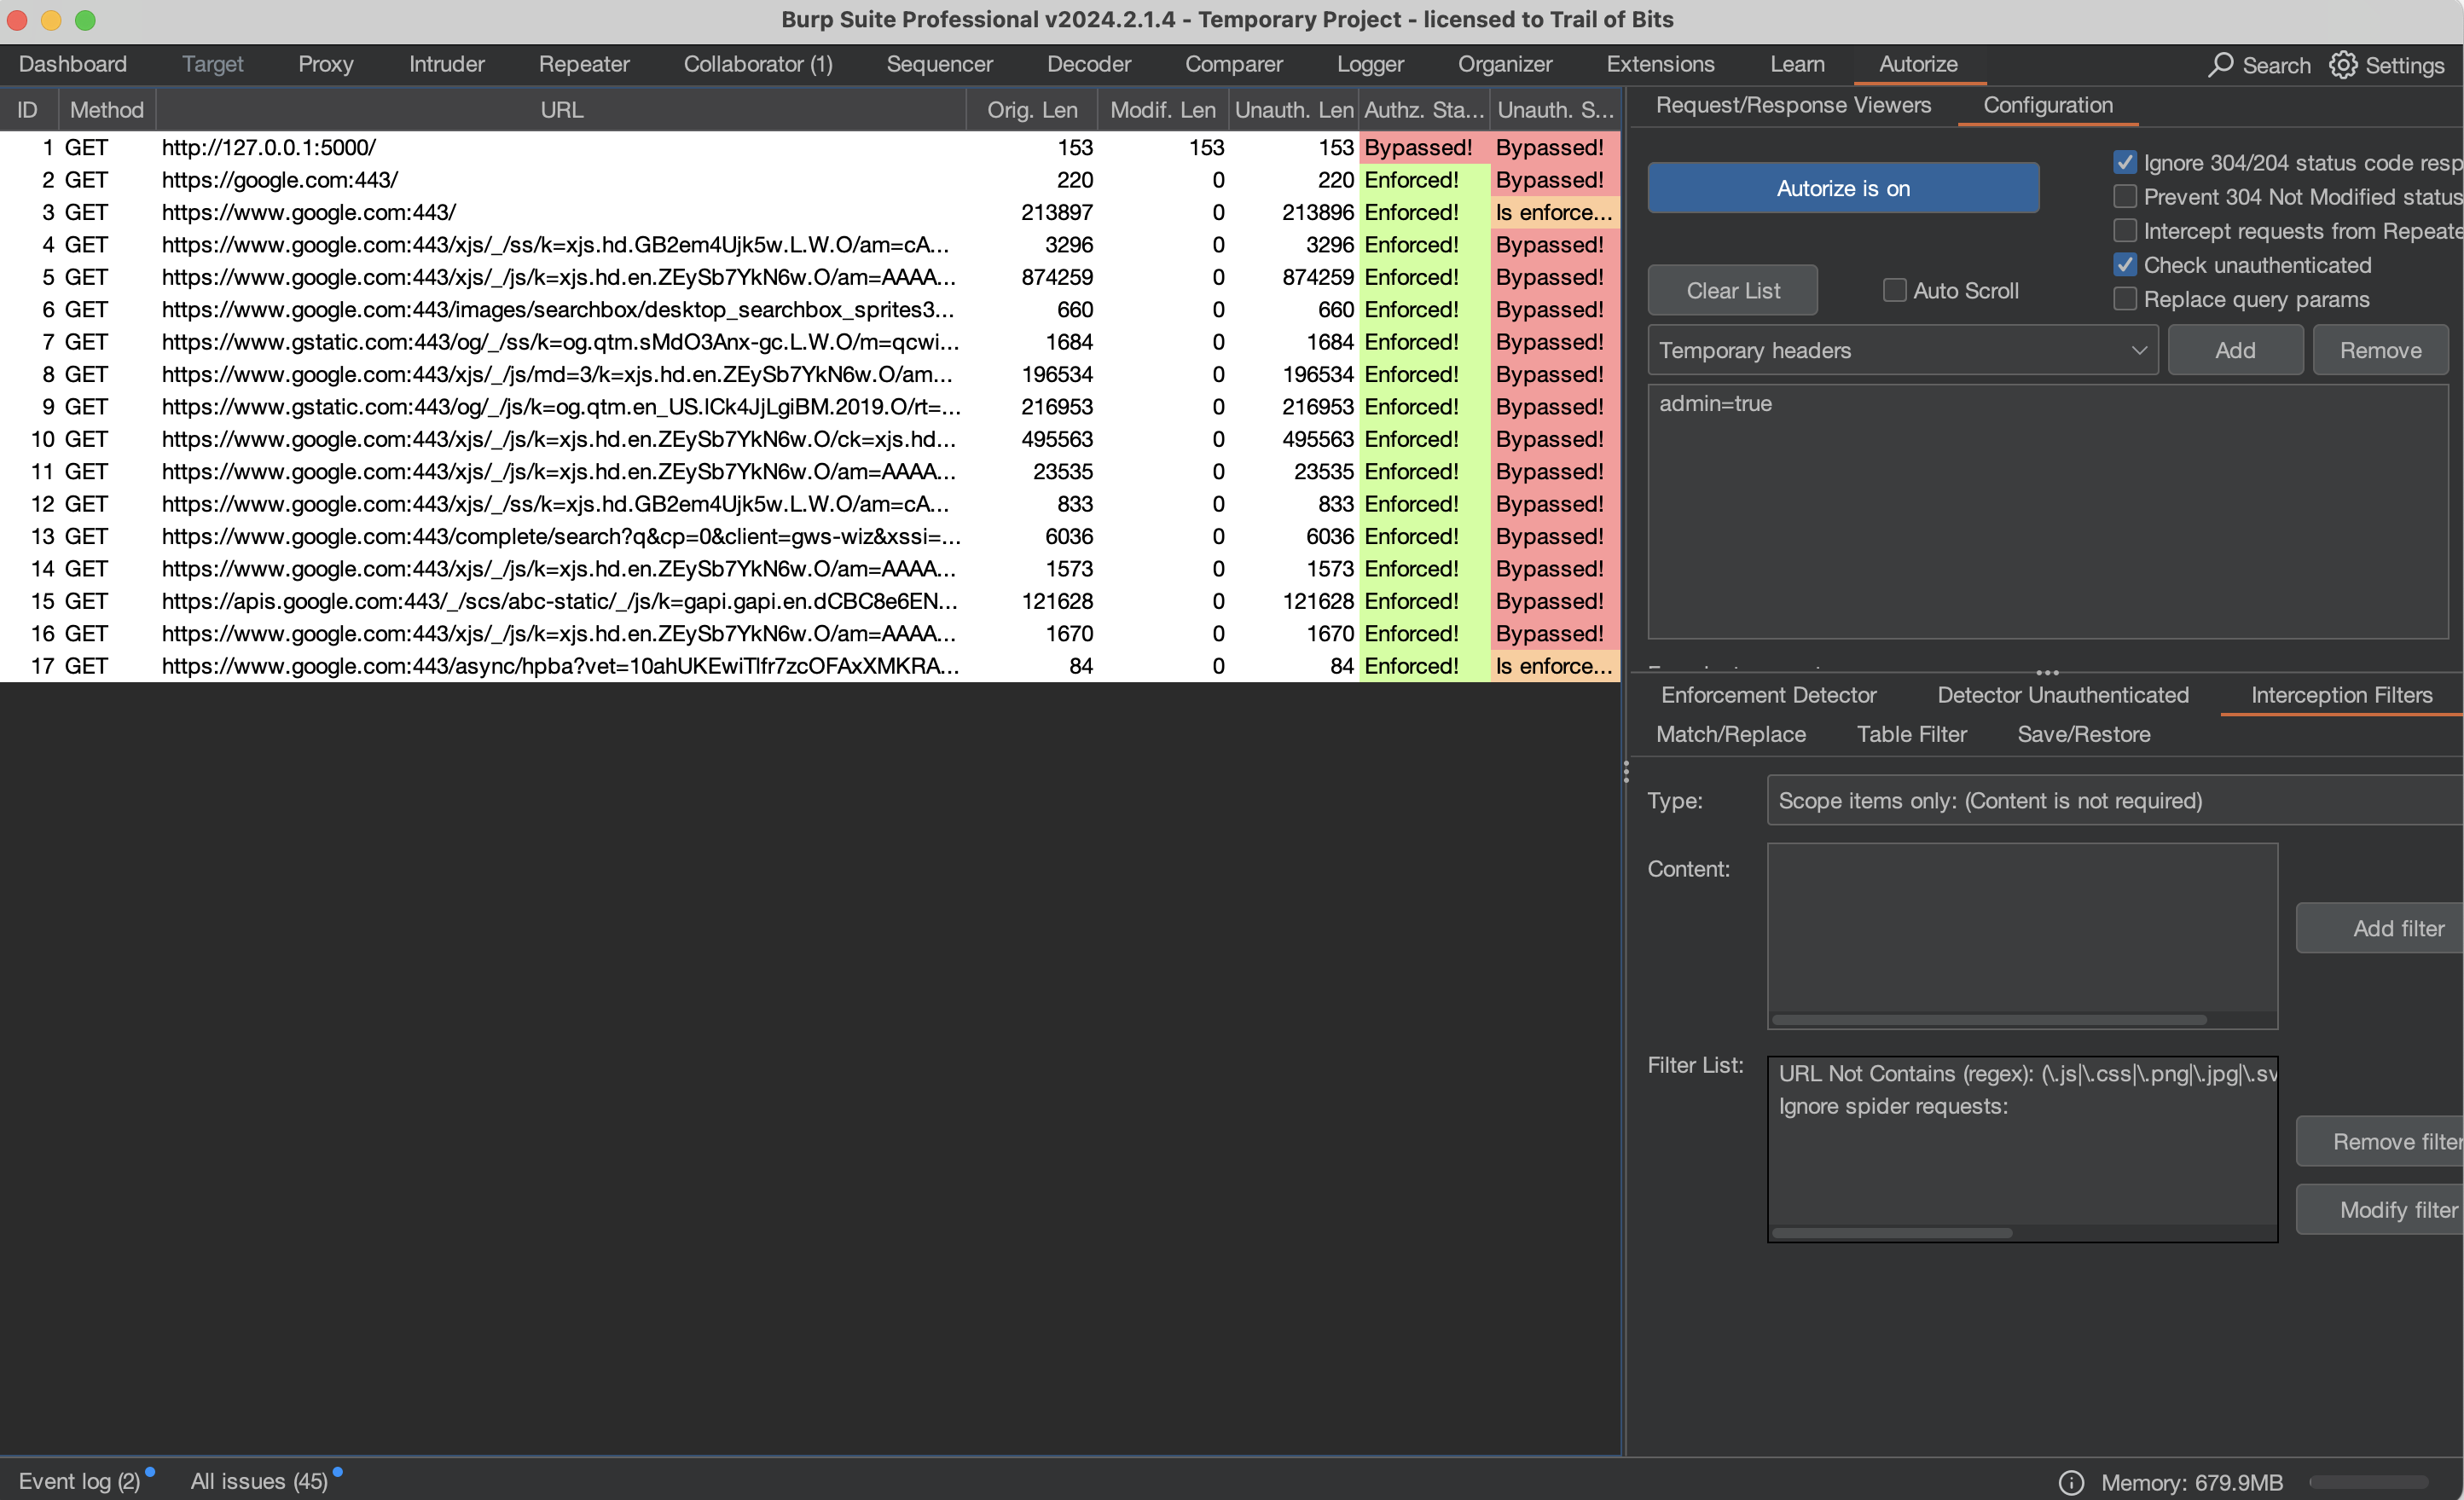 Burp Suite Professional v2024.2.1.4 - Temporary Project - licensed to Trail of Bits
Dashboard Target Proxy Intruder Repeater Collaborator (1) Sequencer Decoder Comparer Logger Organizer Extensions Learn Autorize Search Settings
ID Method URL Orig. Len Modif. Len Unauth. Len Authz. Sta... Unauth. S...
1 GET http://127.0.0.1:5000/ 153 153 153 Bypassed! Bypassed!
2 GET https://google.com:443/ 220 0 220 Enforced! Bypassed!
3 GET https://www.google.com:443/ 213897 0 213896 Enforced! Is enforce...
4 GET https://www.google.com:443/xjs/_/ss/k=xjs.hd.GB2em4Ujk5w.L.W.O/am=cA... 3296 0 3296 Enforced! Bypassed!
5 GET https://www.google.com:443/xjs/_/js/k=xjs.hd.en.ZEySb7YkN6w.O/am=AAAA... 874259 0 874259 Enforced! Bypassed!
6 GET https://www.google.com:443/images/searchbox/desktop_searchbox_sprites3... 660 0 660 Enforced! Bypassed!
7 GET https://www.gstatic.com:443/og/_/ss/k=og.qtm.sMdO3Anx-gc.L.W.O/m=qcwi... 1684 0 1684 Enforced! Bypassed!
8 GET https://www.google.com:443/xjs/_/js/md=3/k=xjs.hd.en.ZEySb7YkN6w.O/am... 196534 0 196534 Enforced! Bypassed!
9 GET https://www.gstatic.com:443/og/_/js/k=og.qtm.en_US.lCk4JjLgiBM.2019.O/rt=... 216953 0 216953 Enforced! Bypassed!
10 GET https://www.google.com:443/xjs/_/js/k=xjs.hd.en.ZEySb7YkN6w.O/ck=xjs.hd... 495563 0 495563 Enforced! Bypassed!
11 GET https://www.google.com:443/xjs/_/js/k=xjs.hd.en.ZEySb7YkN6w.O/am=AAAA... 23535 0 23535 Enforced! Bypassed!
12 GET https://www.google.com:443/xjs/_/ss/k=xjs.hd.GB2em4Ujk5w.L.W.O/am=cA... 833 0 833 Enforced! Bypassed!
13 GET https://www.google.com:443/complete/search?q&cp=0&client=gws-wiz&xssi=... 6036 0 6036 Enforced! Bypassed!
14 GET https://www.google.com:443/xjs/_/js/k=xjs.hd.en.ZEySb7YkN6w.O/am=AAAA... 1573 0 1573 Enforced! Bypassed!
15 GET https://apis.google.com:443/_/scs/abc-static/_/js/k=gapi.gapi.en.dCBC8e6EN... 121628 0 121628 Enforced! Bypassed!
16 GET https://www.google.com:443/xjs/_/js/k=xjs.hd.en.ZEySb7YkN6w.O/am=AAAA... 1670 0 1670 Enforced! Bypassed!
17 GET https://www.google.com:443/async/hpba?vet=10ahUKEwiTlfr7zcOFAxXMKRA... 84 0 84 Enforced! Is enforce...
Request/Response Viewers Configuration
Autorize is on
Ignore 304/204 status code resp
Prevent 304 Not Modified status
Intercept requests from Repeate
Check unauthenticated
Replace query params
Clear List Auto Scroll
Temporary headers Add Remove
admin=true
Enforcement Detector Detector Unauthenticated Interception Filters
Match/Replace Table Filter Save/Restore
Type: Scope items only: (Content is not required)
Content:
Add filter
Filter List: URL Not Contains (regex): (\.js|\.css|\.png|\.jpg|\.sv
Ignore spider requests:
Remove filter
Modify filter
Event log (2) All issues (45) Memory: 679.9MB